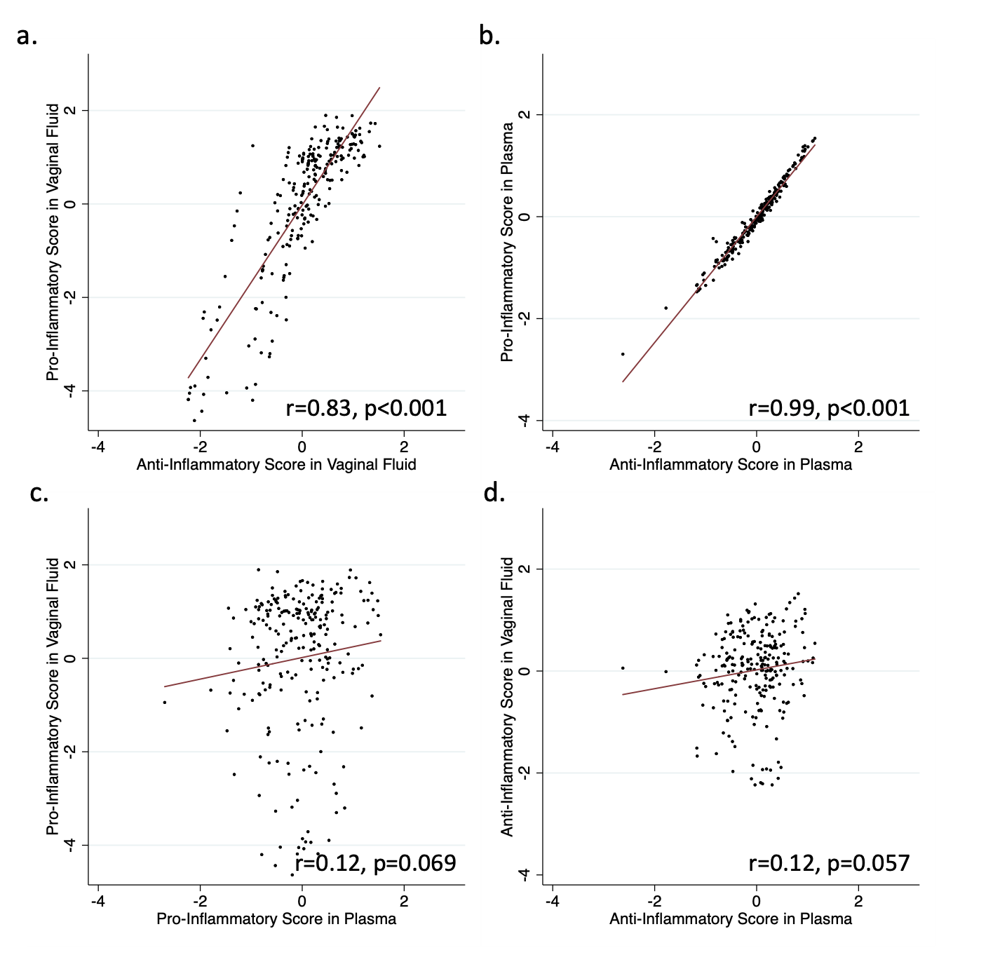 a.
Pro-Inflammatory Score in Vaginal Fluid
2
0
-2
-4
r=0.83, p<0.001
-4 -2 0 2
Anti-Inflammatory Score in Vaginal Fluid
b.
Pro-Inflammatory Score in Plasma
2
0
-2
-4
r=0.99, p<0.001
-4 -2 0 2
Anti-Inflammatory Score in Plasma
c.
Pro-Inflammatory Score in Vaginal Fluid
2
0
-2
-4
r=0.12, p=0.069
-4 -2 0 2
Pro-Inflammatory Score in Plasma
d.
Anti-Inflammatory Score in Vaginal Fluid
2
0
-2
-4
r=0.12, p=0.057
-4 -2 0 2
Anti-Inflammatory Score in Plasma